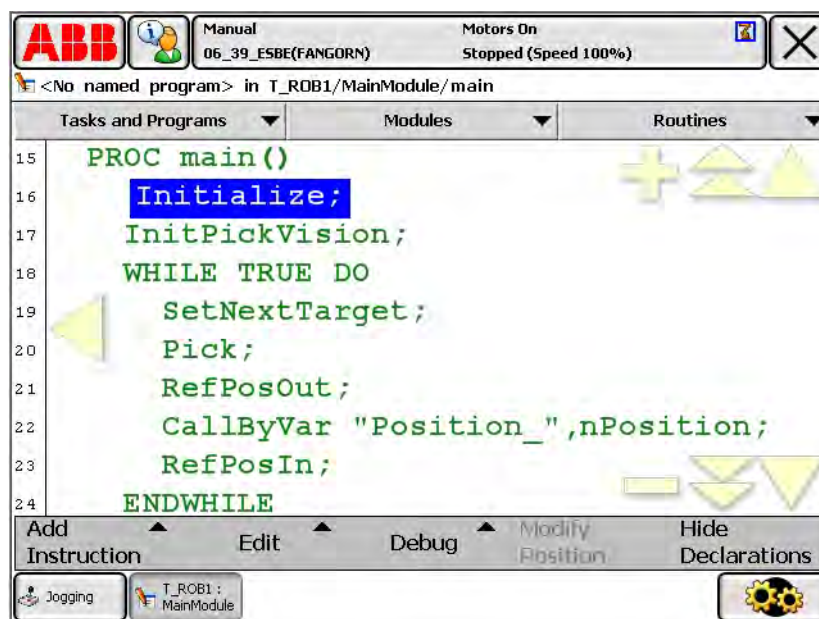 ABB
Manual Motors On
06_39_ESBE(FANGORN) Stopped (Speed 100%)
<No named program> in T_ROB1/MainModule/main
Tasks and Programs Modules Routines
15 PROC main()
16 Initialize;
17 InitPickVision;
18 WHILE TRUE DO
19 SetNextTarget;
20 Pick;
21 RefPosOut;
22 CallByVar "Position_",nPosition;
23 RefPosIn;
24 ENDWHILE
Add Instruction Edit Debug Modify Position Hide Declarations
Jogging T_ROB1 : MainModule